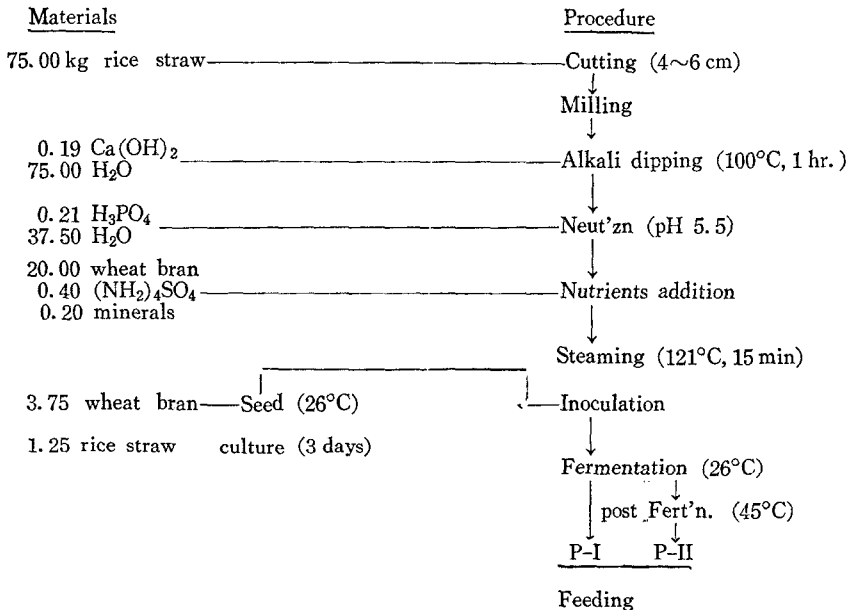 Materials Procedure
75.00 kg rice straw Cutting (4~6 cm)
Milling
0.19 Ca(OH)2
75.00 H2O
Alkali dipping (100°C, 1 hr.)
0.21 H3PO4
37.50 H2O
Neut'zn (pH 5.5)
20.00 wheat bran
0.40 (NH2)4SO4
0.20 minerals
Nutrients addition
Steaming (121°C, 15 min)
3.75 wheat bran Seed (26°C) Inoculation
1.25 rice straw culture (3 days)
Fermentation (26°C)
post Fert'n. (45°C)
P-I P-II
Feeding